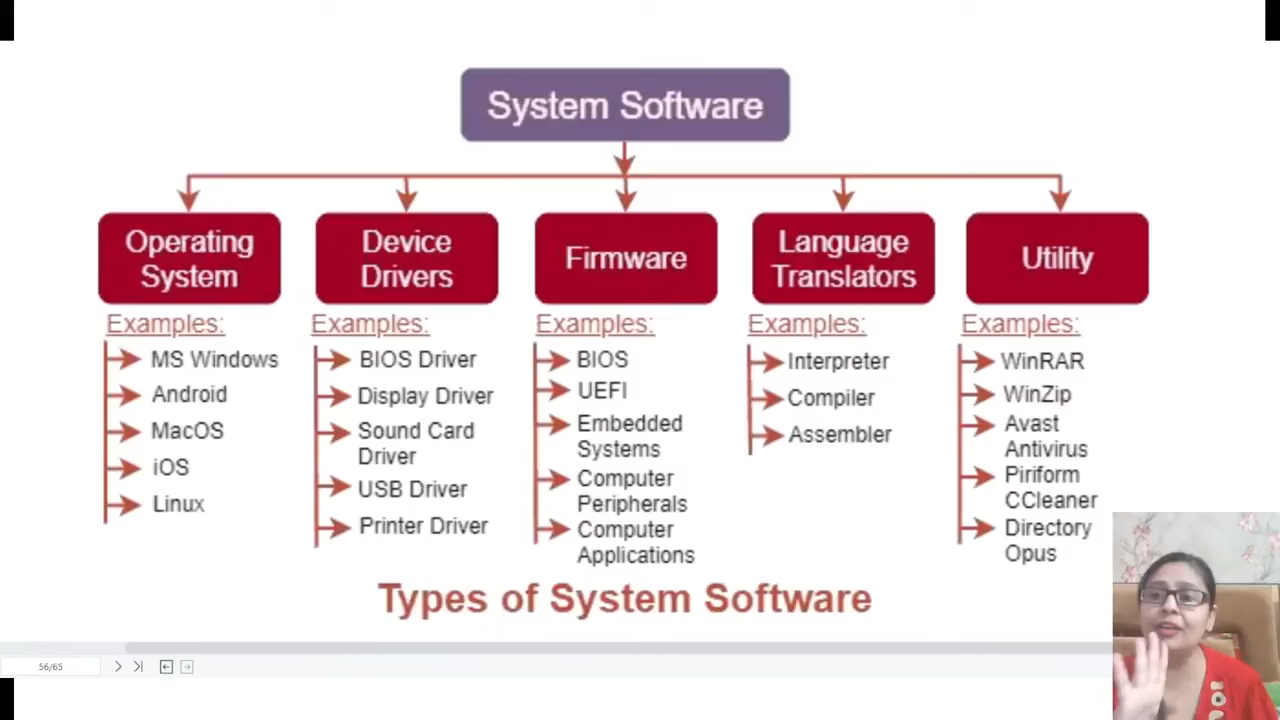 System Software
Operating
System
Examples:
MS Windows
Android
MacOS
iOS
Linux
Device
Drivers
Examples:
BIOS Driver
Display Driver
Sound Card
Driver
USB Driver
Printer Driver
Firmware
Examples:
BIOS
UEFI
Embedded
Systems
Computer
Peripherals
Computer
Applications
Language
Translators
Examples:
Interpreter
Compiler
Assembler
Utility
Examples:
WinRAR
WinZip
Avast
Antivirus
Piriform
CCleaner
Directory
Opus
Types of System Software
56/65